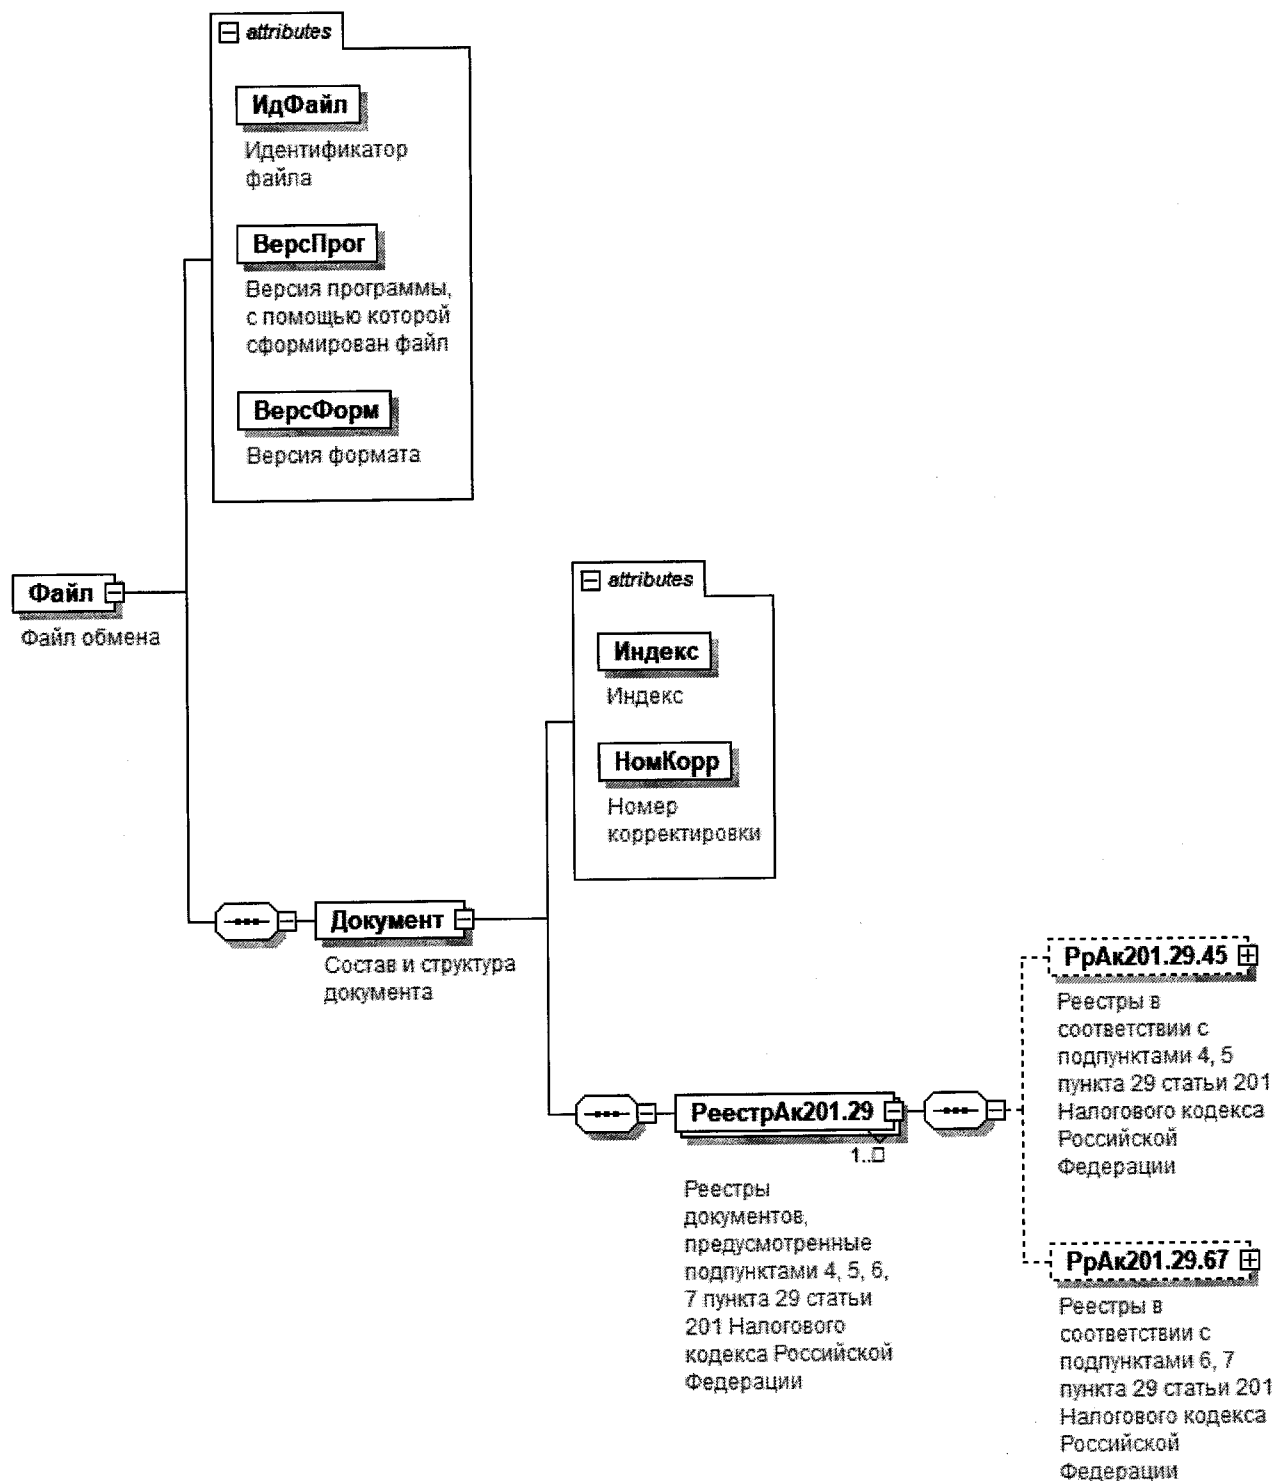 attributes
ИдФайл
Идентификатор
файла
ВерсПрог
Версия программы,
с помощью которой
сформирован файл
ВерсФорм
Версия формата
Файл
Файл обмена
attributes
Индекс
Индекс
НомКорр
Номер
корректировки
Документ
Состав и структура
документа
РеестрАк201.29
1..□
Реестры
документов,
предусмотренные
подпунктами 4, 5, 6,
7 пункта 29 статьи
201 Налогового
кодекса Российской
Федерации
РрАк201.29.45
Реестры в
соответствии с
подпунктами 4, 5
пункта 29 статьи 201
Налогового кодекса
Российской
Федерации
РрАк201.29.67
Реестры в
соответствии с
подпунктами 6, 7
пункта 29 статьи 201
Налогового кодекса
Российской
Федерации